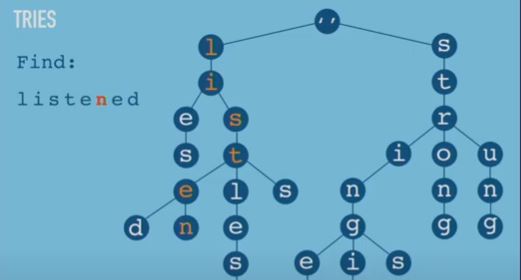 TRIES
Find:
listened
''
l s
i t
e s r
s t i o u
e l s n n n
d n e g g g
s e i s